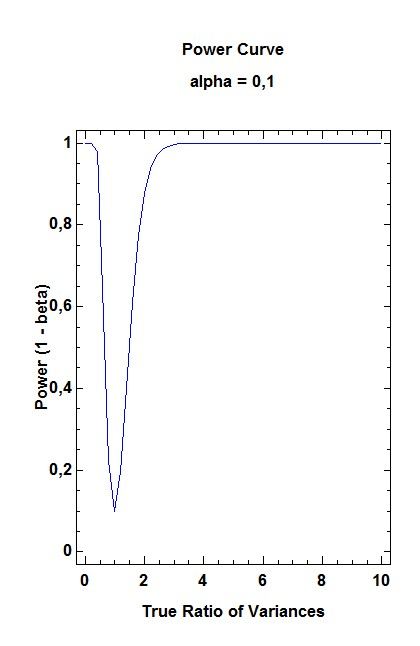 Power Curve
alpha = 0,1
Power (1 - beta)
1
0,8
0,6
0,4
0,2
0
0 2 4 6 8 10
True Ratio of Variances